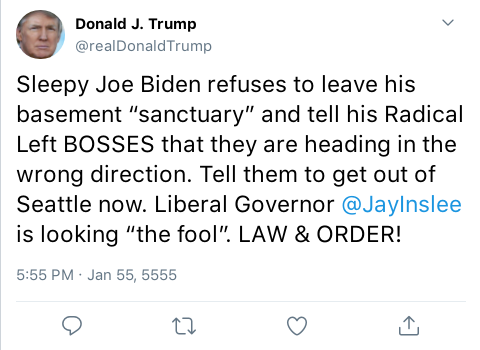 Donald J. Trump
@realDonaldTrump
Sleepy Joe Biden refuses to leave his
basement “sanctuary” and tell his Radical
Left BOSSES that they are heading in the
wrong direction. Tell them to get out of
Seattle now. Liberal Governor @JayInslee
is looking “the fool”. LAW & ORDER!
5:55 PM · Jan 55, 5555